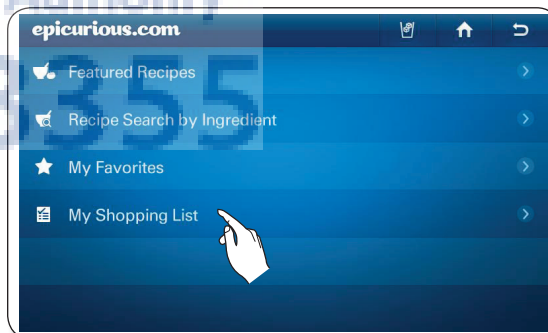 epicurious.com
Featured Recipes
Recipe Search by Ingredient
My Favorites
My Shopping List